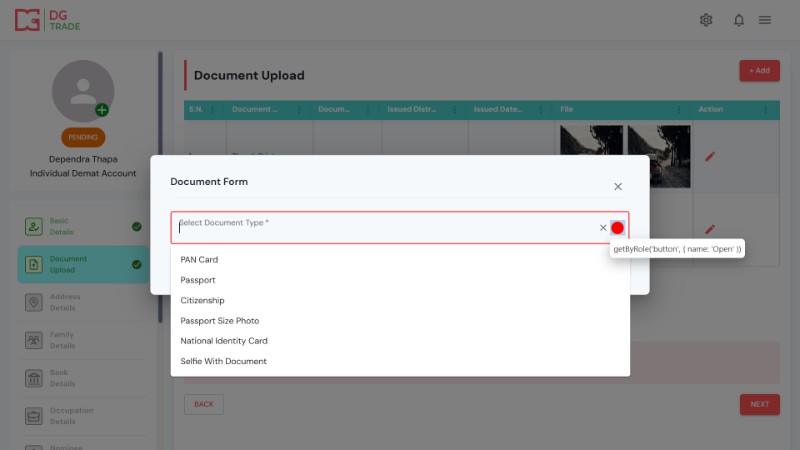 DG
TRADE
Document Upload
+ Add
S.N. Document ... Docum... Issued Distr... Issued Date... File Action
PENDING
Dependra Thapa
Individual Demat Account
Document Form
Basic
Details
Select Document Type *
getByRole('button', { name: 'Open' })
Document
Upload
PAN Card
Passport
Citizenship
Passport Size Photo
National Identity Card
Selfie With Document
Address
Details
Family
Details
Bank
Details
Occupation
Details
Nominee
BACK
NEXT